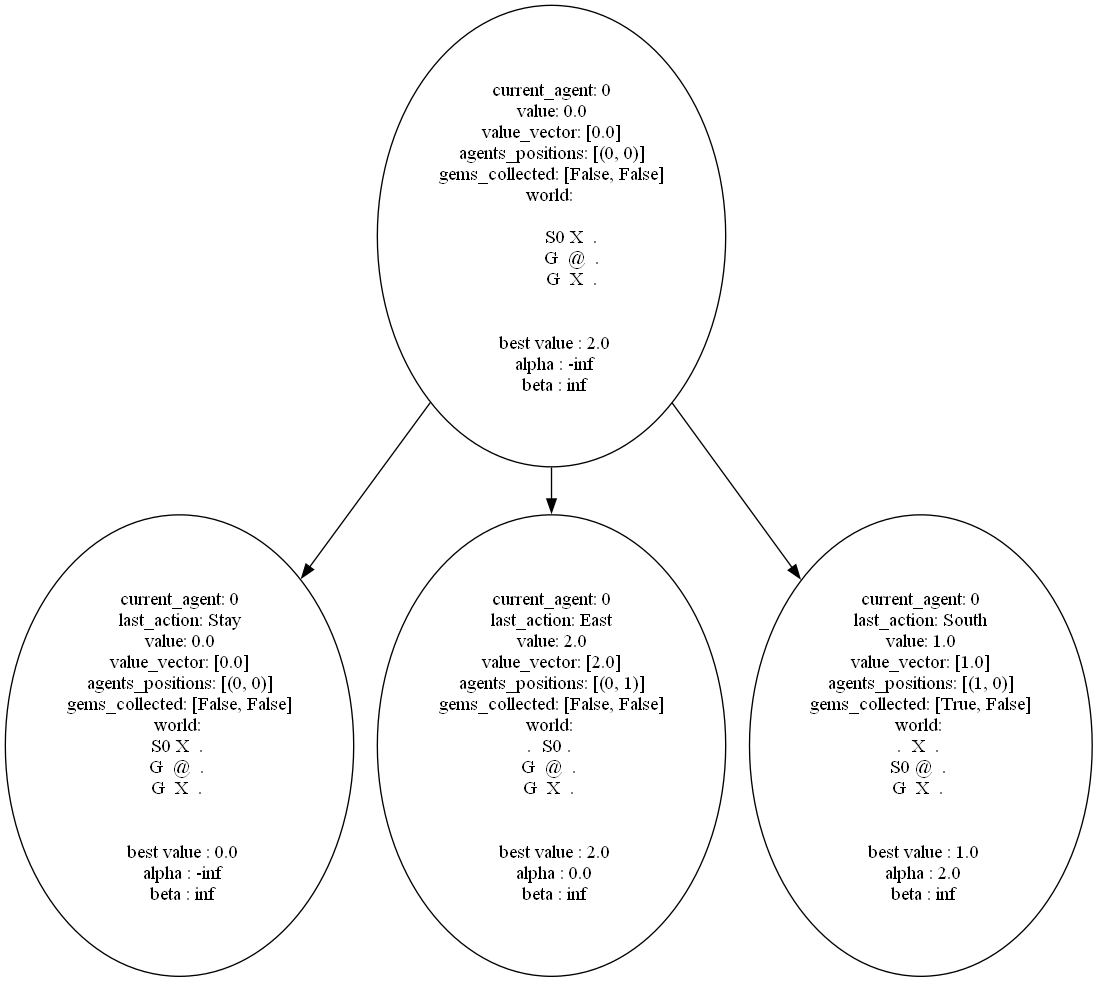 current_agent: 0
value: 0.0
value_vector: [0.0]
agents_positions: [(0, 0)]
gems_collected: [False, False]
world:
S0 X .
G @ .
G X .
best value : 2.0
alpha : -inf
beta : inf
current_agent: 0
last_action: Stay
value: 0.0
value_vector: [0.0]
agents_positions: [(0, 0)]
gems_collected: [False, False]
world:
S0 X .
G @ .
G X .
best value : 0.0
alpha : -inf
beta : inf
current_agent: 0
last_action: East
value: 2.0
value_vector: [2.0]
agents_positions: [(0, 1)]
gems_collected: [False, False]
world:
. S0 .
G @ .
G X .
best value : 2.0
alpha : 0.0
beta : inf
current_agent: 0
last_action: South
value: 1.0
value_vector: [1.0]
agents_positions: [(1, 0)]
gems_collected: [True, False]
world:
. X .
S0 @ .
G X .
best value : 1.0
alpha : 2.0
beta : inf